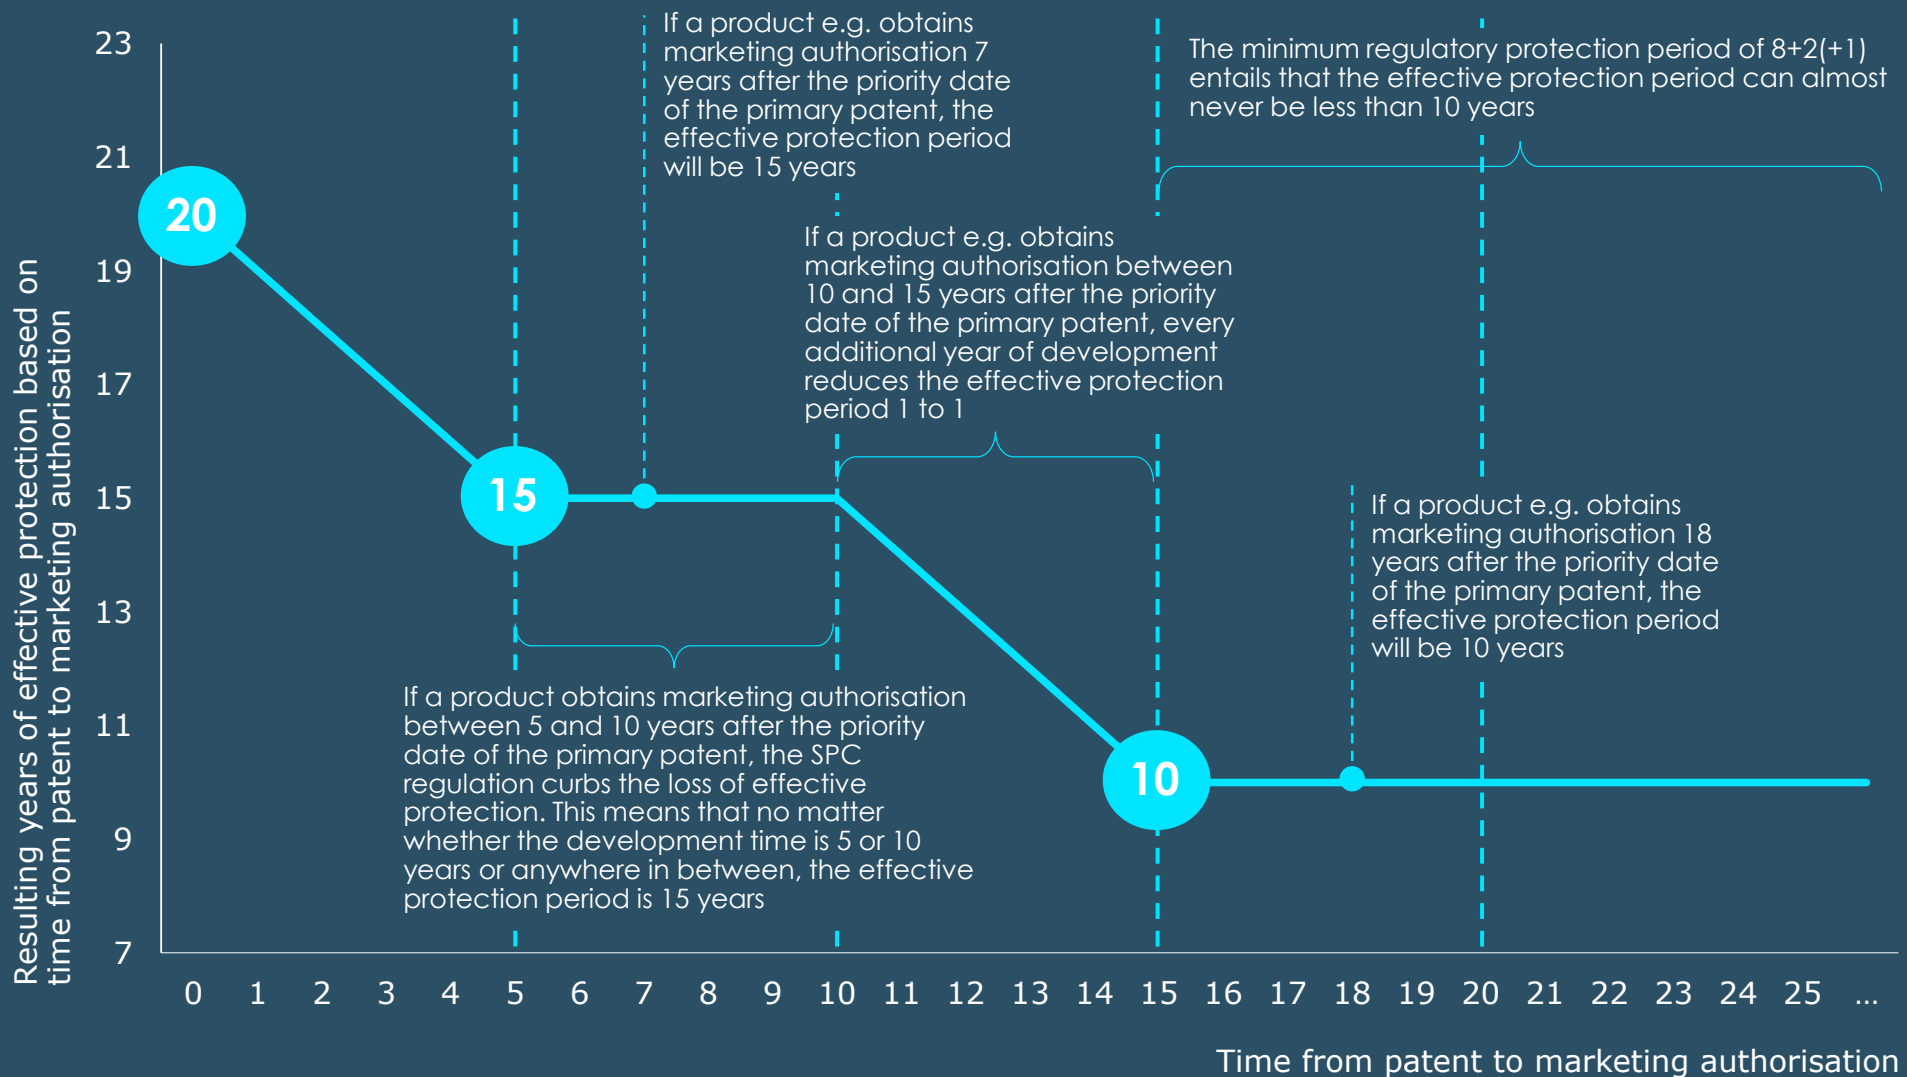 Resulting years of effective protection based on
time from patent to marketing authorisation
23
21
19
17
15
13
11
9
7
20
15
10
If a product e.g. obtains
marketing authorisation 7
years after the priority date
of the primary patent, the
effective protection period
will be 15 years
The minimum regulatory protection period of 8+2(+1)
entails that the effective protection period can almost
never be less than 10 years
If a product e.g. obtains
marketing authorisation between
10 and 15 years after the priority
date of the primary patent, every
additional year of development
reduces the effective protection
period 1 to 1
If a product e.g. obtains
marketing authorisation 18
years after the priority date
of the primary patent, the
effective protection period
will be 10 years
If a product obtains marketing authorisation
between 5 and 10 years after the priority
date of the primary patent, the SPC
regulation curbs the loss of effective
protection. This means that no matter
whether the development time is 5 or 10
years or anywhere in between, the effective
protection period is 15 years
0 1 2 3 4 5 6 7 8 9 10 11 12 13 14 15 16 17 18 19 20 21 22 23 24 25 ...
Time from patent to marketing authorisation